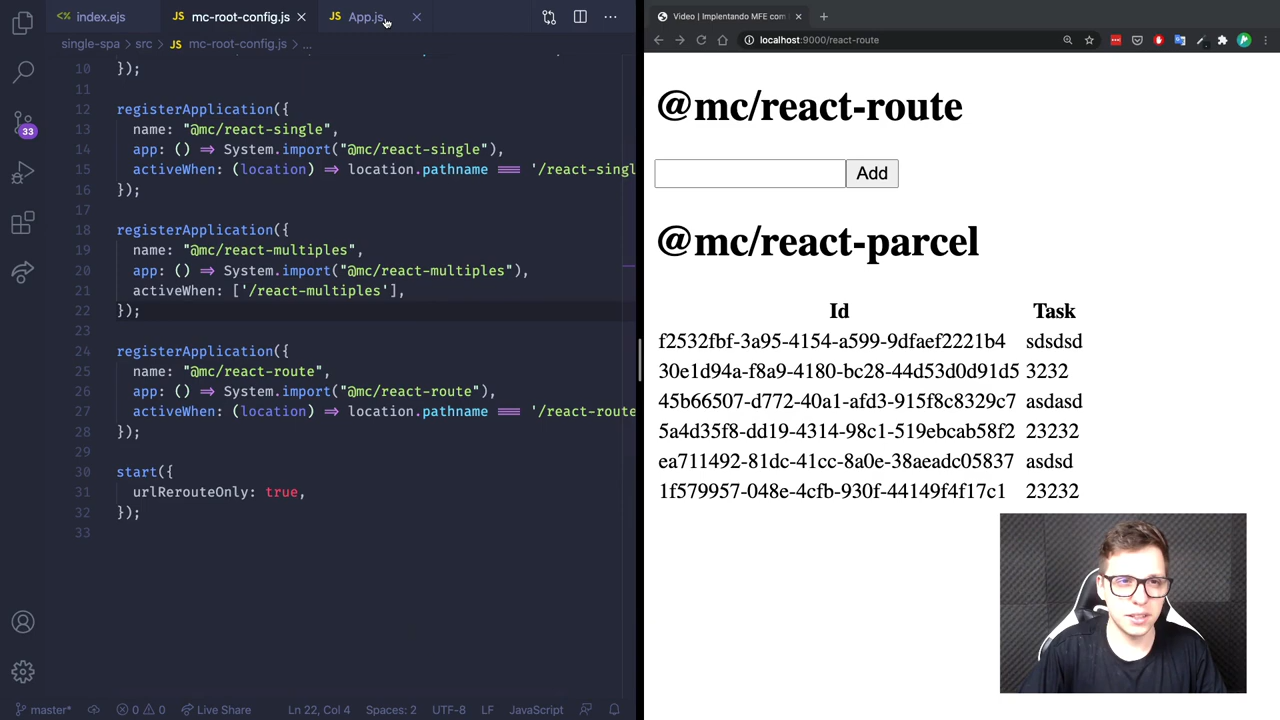 index.ejs
JS mc-root-config.js
JS App.js
single-spa > src > JS mc-root-config.js > ...
10 });
11
12 registerApplication({
13 name: "@mc/react-single",
14 app: () => System.import("@mc/react-single"),
15 activeWhen: (location) => location.pathname === '/react-singl
16 });
17
18 registerApplication({
19 name: "@mc/react-multiples",
20 app: () => System.import("@mc/react-multiples"),
21 activeWhen: ['/react-multiples'],
22 });
23
24 registerApplication({
25 name: "@mc/react-route",
26 app: () => System.import("@mc/react-route"),
27 activeWhen: (location) => location.pathname === '/react-route
28 });
29
30 start({
31 urlRerouteOnly: true,
32 });
33
33
master* 0 0 Live Share Ln 22, Col 4 Spaces: 2 UTF-8 LF JavaScript
Video | Implentando MFE com
localhost:9000/react-route
@mc/react-route
Add
@mc/react-parcel
Id Task
f2532fbf-3a95-4154-a599-9dfaef2221b4 sdsdsd
30e1d94a-f8a9-4180-bc28-44d53d0d91d5 3232
45b66507-d772-40a1-afd3-915f8c8329c7 asdasd
5a4d35f8-dd19-4314-98c1-519ebcab58f2 23232
ea711492-81dc-41cc-8a0e-38aeadc05837 asdsd
1f579957-048e-4cfb-930f-44149f4f17c1 23232